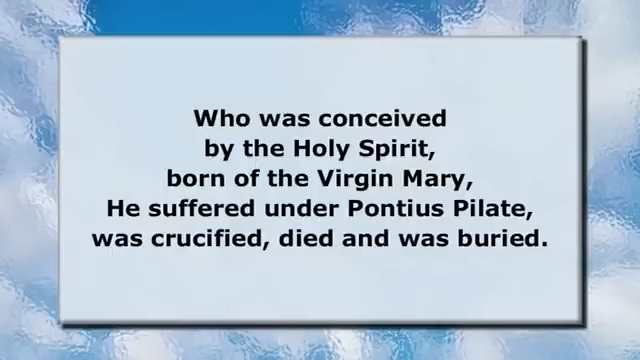 Who was conceived
by the Holy Spirit,
born of the Virgin Mary,
He suffered under Pontius Pilate,
was crucified, died and was buried.